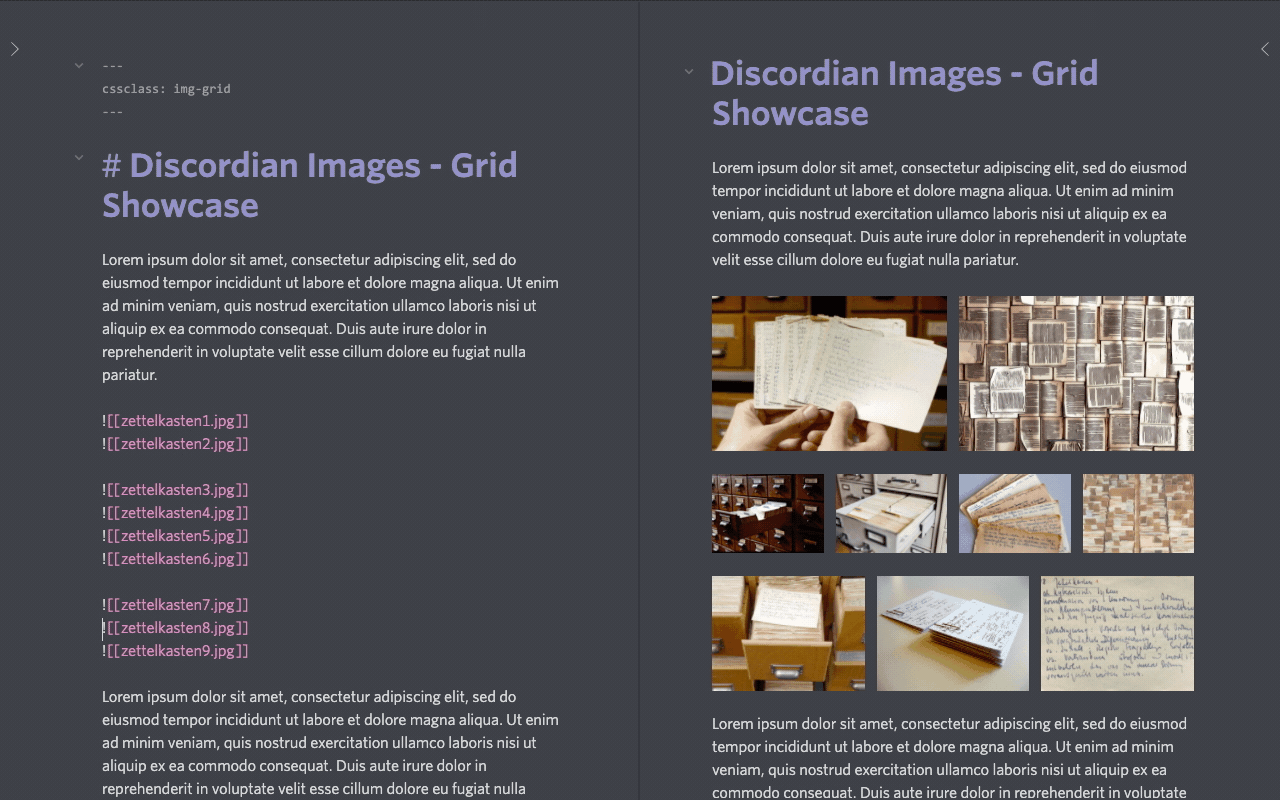 ---
cssclass: img-grid
---
# Discordian Images - Grid
Showcase
Lorem ipsum dolor sit amet, consectetur adipiscing elit, sed do
eiusmod tempor incididunt ut labore et dolore magna aliqua. Ut enim
ad minim veniam, quis nostrud exercitation ullamco laboris nisi ut
aliquip ex ea commodo consequat. Duis aute irure dolor in
reprehenderit in voluptate velit esse cillum dolore eu fugiat nulla
pariatur.
![[zettelkasten1.jpg]]
![[zettelkasten2.jpg]]
![[zettelkasten3.jpg]]
![[zettelkasten4.jpg]]
![[zettelkasten5.jpg]]
![[zettelkasten6.jpg]]
![[zettelkasten7.jpg]]
![[zettelkasten8.jpg]]
![[zettelkasten9.jpg]]
Lorem ipsum dolor sit amet, consectetur adipiscing elit, sed do
eiusmod tempor incididunt ut labore et dolore magna aliqua. Ut enim
ad minim veniam, quis nostrud exercitation ullamco laboris nisi ut
aliquip ex ea commodo consequat. Duis aute irure dolor in
reprehenderit in voluptate velit esse cillum dolore eu fugiat nulla
Discordian Images - Grid
Showcase
Lorem ipsum dolor sit amet, consectetur adipiscing elit, sed do eiusmod
tempor incididunt ut labore et dolore magna aliqua. Ut enim ad minim
veniam, quis nostrud exercitation ullamco laboris nisi ut aliquip ex ea
commodo consequat. Duis aute irure dolor in reprehenderit in voluptate
velit esse cillum dolore eu fugiat nulla pariatur.
Lorem ipsum dolor sit amet, consectetur adipiscing elit, sed do eiusmod
tempor incididunt ut labore et dolore magna aliqua. Ut enim ad minim
veniam, quis nostrud exercitation ullamco laboris nisi ut aliquip ex ea
commodo consequat. Duis aute irure dolor in reprehenderit in voluptate